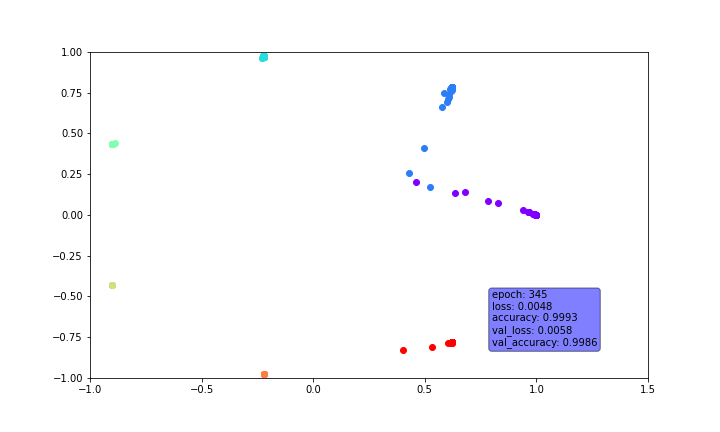 1.00
0.75
0.50
0.25
0.00
−0.25
−0.50
−0.75
−1.00
epoch: 345
loss: 0.0048
accuracy: 0.9993
val_loss: 0.0058
val_accuracy: 0.9986
−1.0 −0.5 0.0 0.5 1.0 1.5